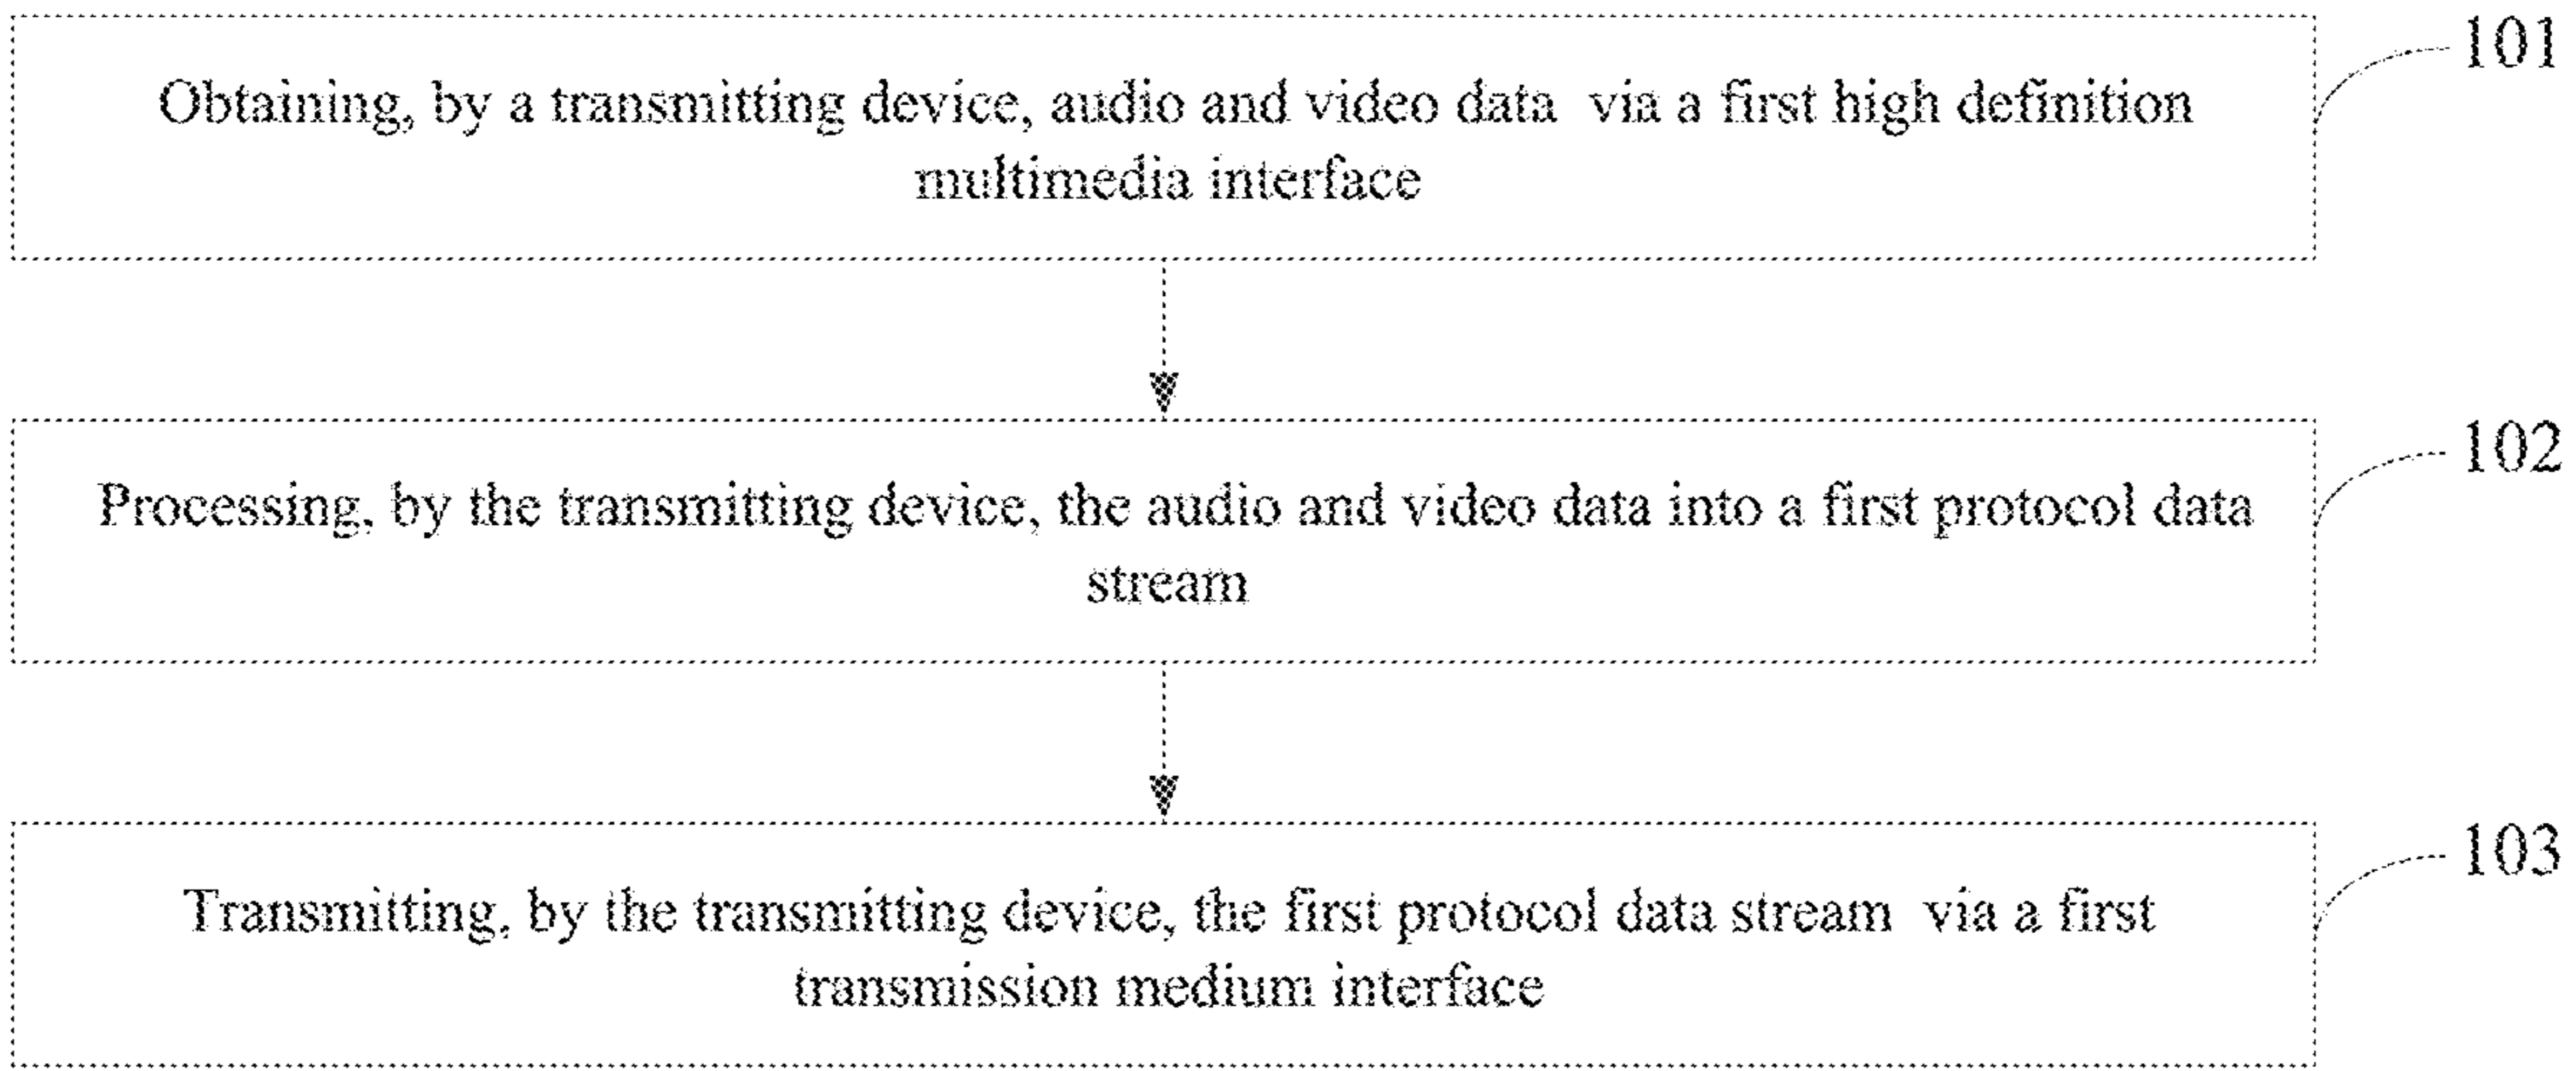 Obtaining, by a transmitting device, audio and video data via a first high definition
multimedia interface
101
Processing, by the transmitting device, the audio and video data into a first protocol data
stream
102
Transmitting, by the transmitting device, the first protocol data stream via a first
transmission medium interface
103